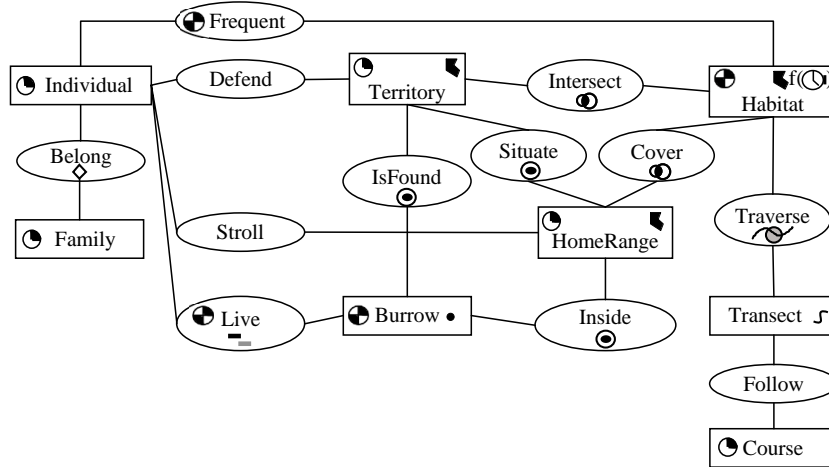 Frequent
Individual
Defend
Territory
Intersect
f(
Habitat
Belong
Situate
Cover
IsFound
Family
Stroll
HomeRange
Traverse
Live
Burrow
Inside
Transect
Follow
Course